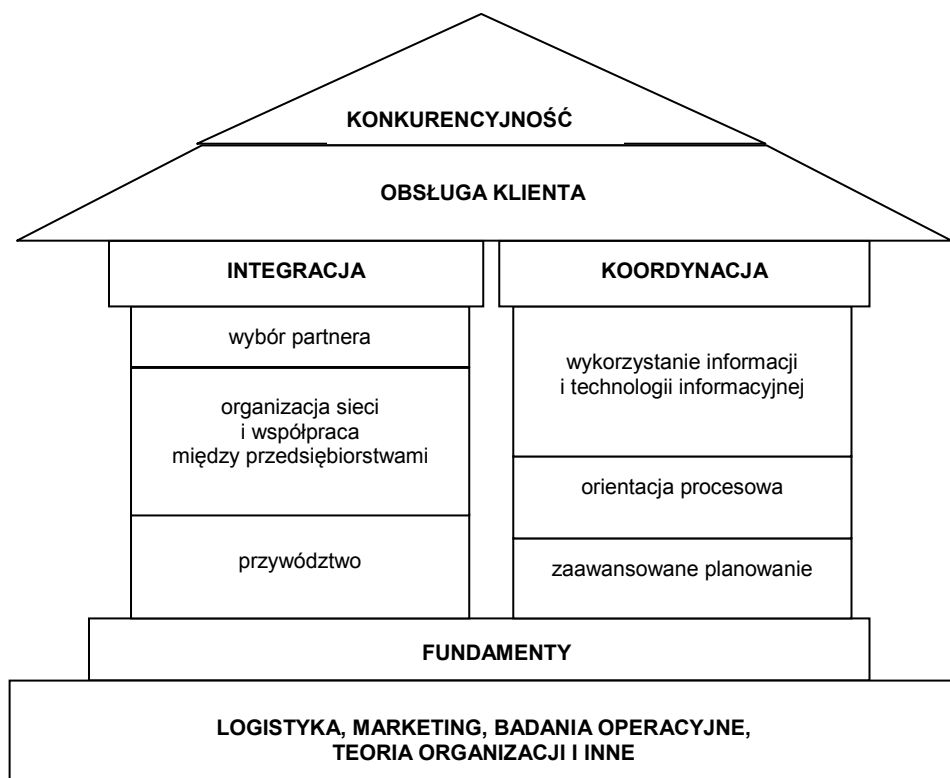 KONKURENCYJNOŚĆ
OBSŁUGA KLIENTA
INTEGRACJA
wybór partnera
organizacja sieci
i współpraca
między przedsiębiorstwami
przywództwo
KOORDYNACJA
wykorzystanie informacji
i technologii informacyjnej
orientacja procesowa
zaawansowane planowanie
FUNDAMENTY
LOGISTYKA, MARKETING, BADANIA OPERACYJNE,
TEORIA ORGANIZACJI I INNE